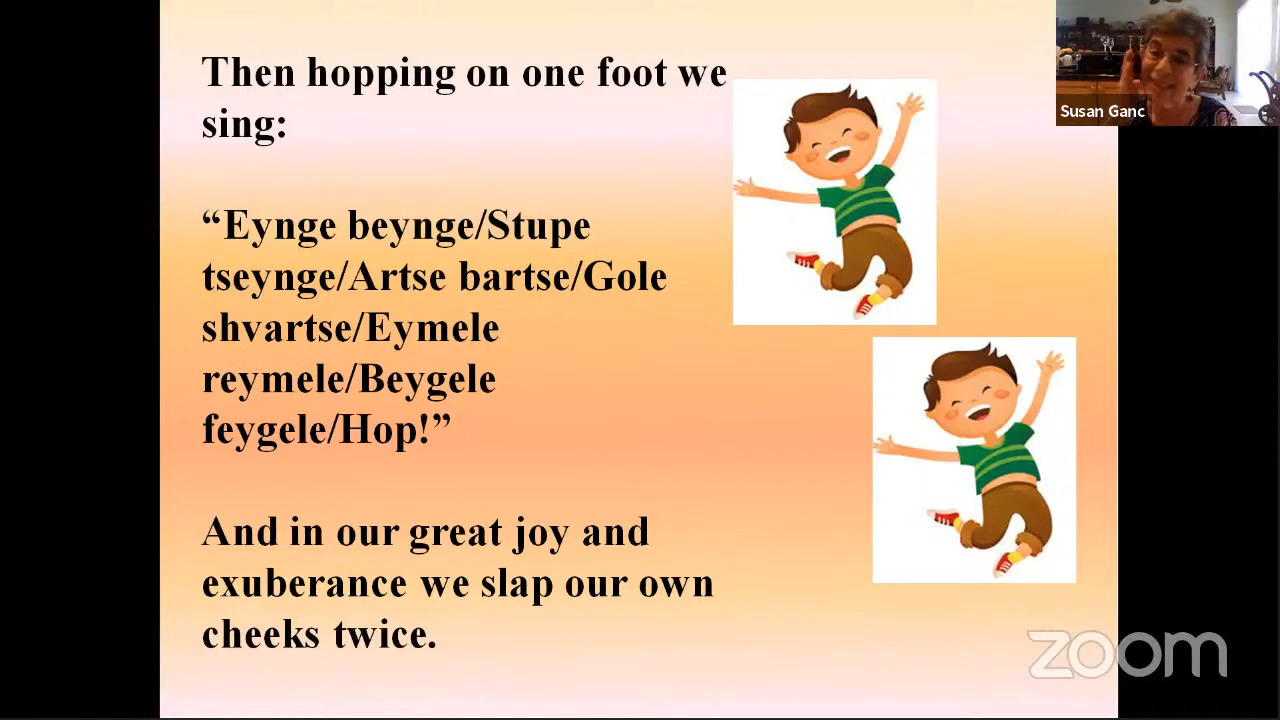 Then hopping on one foot we
sing:
“Eynge beynge/Stupe
tseynge/Artse bartse/Gole
shvartse/Eymele
reymele/Beygele
feygele/Hop!”
And in our great joy and
exuberance we slap our own
cheeks twice.
Susan Ganc
zoom